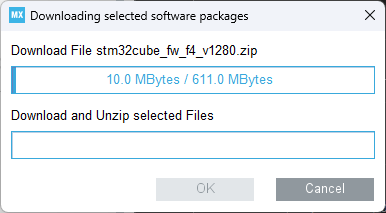 MX Downloading selected software packages
Download File stm32cube_fw_f4_v1280.zip
10.0 MBytes / 611.0 MBytes
Download and Unzip selected Files
OK Cancel